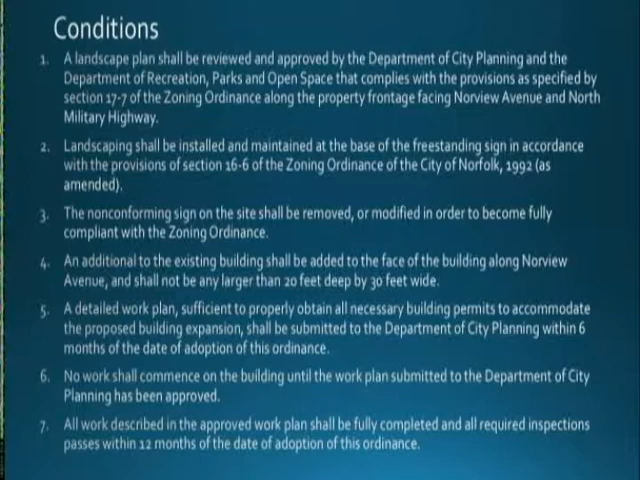 Conditions
1. A landscape plan shall be reviewed and approved by the Department of City Planning and the
Department of Recreation, Parks and Open Space that complies with the provisions as specified by
section 17-7 of the Zoning Ordinance along the property frontage facing Norview Avenue and North
Military Highway.
2. Landscaping shall be installed and maintained at the base of the freestanding sign in accordance
with the provisions of section 16-6 of the Zoning Ordinance of the City of Norfolk, 1992 (as
amended).
3. The nonconforming sign on the site shall be removed, or modified in order to become fully
compliant with the Zoning Ordinance.
4. An additional to the existing building shall be added to the face of the building along Norview
Avenue, and shall not be any larger than 20 feet deep by 30 feet wide.
5. A detailed work plan, sufficient to properly obtain all necessary building permits to accommodate
the proposed building expansion, shall be submitted to the Department of City Planning within 6
months of the date of adoption of this ordinance.
6. No work shall commence on the building until the work plan submitted to the Department of City
Planning has been approved.
7. All work described in the approved work plan shall be fully completed and all required inspections
passes within 12 months of the date of adoption of this ordinance.